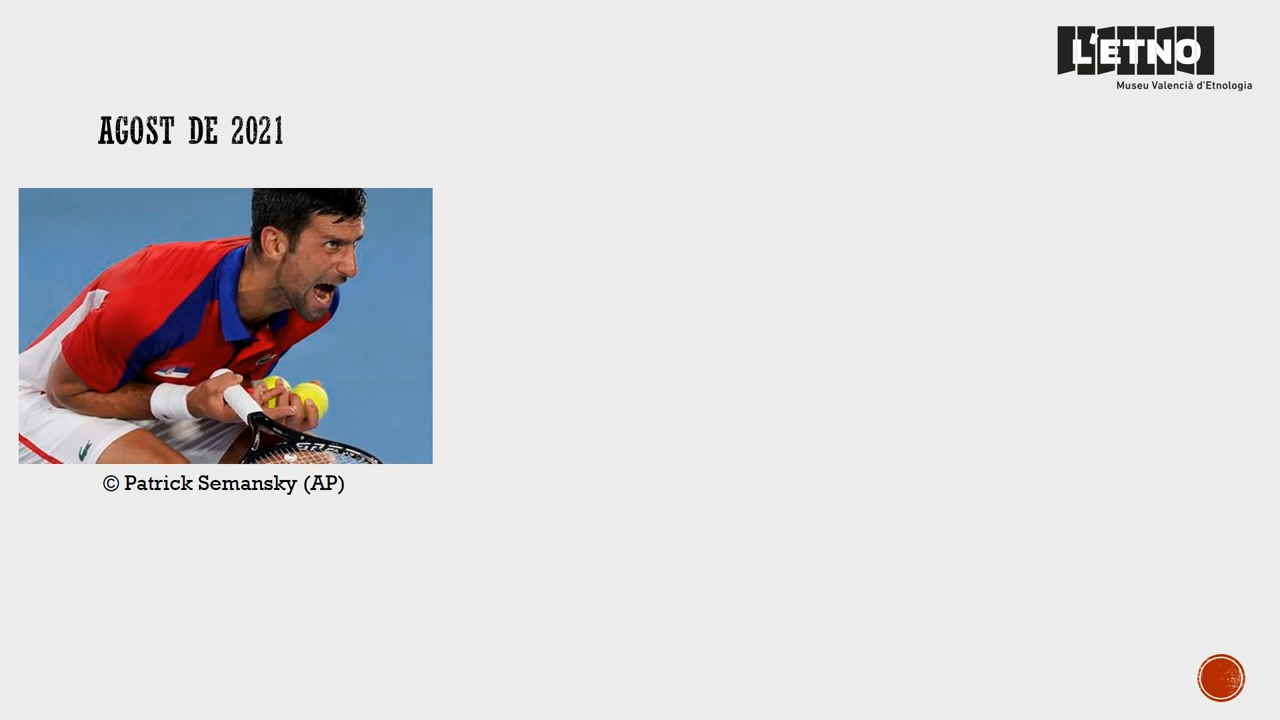 L'ETNO
Museu Valencià d'Etnologia
AGOST DE 2021
© Patrick Semansky (AP)